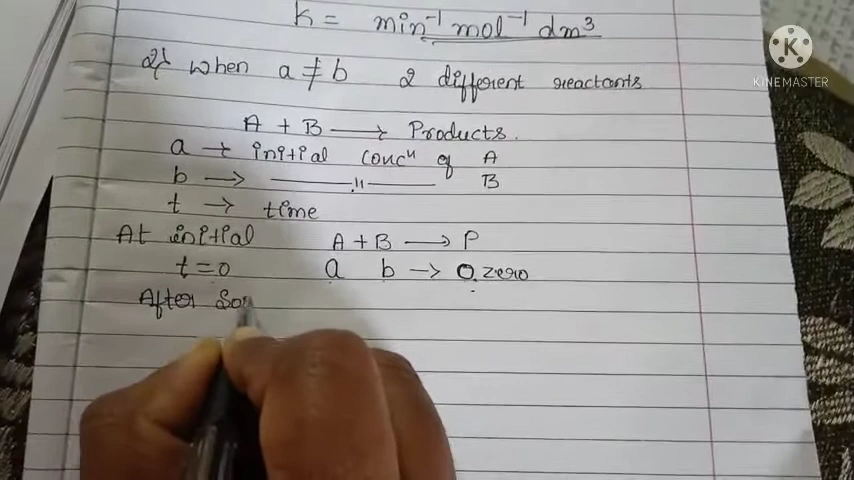 K = min⁻¹ mol⁻¹ dm³
2) when a ≠ b 2 different reactants
A + B ⟶ Products.
a → initial concⁿ of A
b → —"— B
t → time
At initial A + B ⟶ P
t = 0 a b → 0. zero
After So
K
KINEMASTER